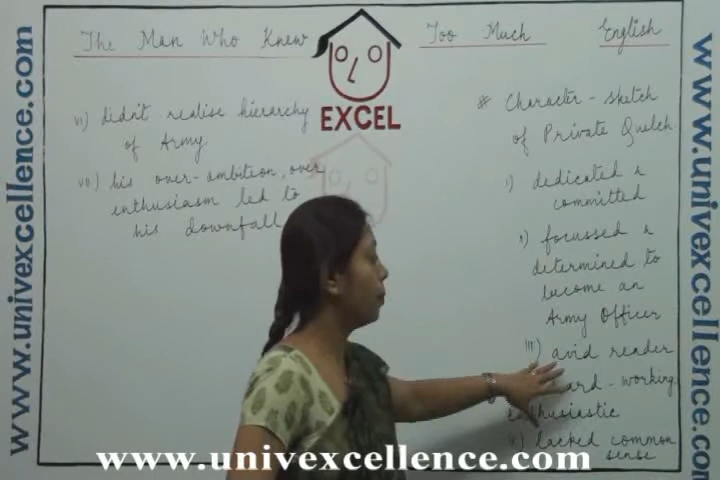 The Man Who Knew Too Much English
EXCEL
# Character - sketch
of Private Quelch
i) dedicated &
committed
ii) focussed &
determined to
become an
Army Officer
iii) avid reader
working
enthusiastic
v) lacked common
sense
vi) didn't realise hierarchy
of Army
vii) his over-ambition, over
enthusiasm led to
his downfall
www.univexcellence.com
www.univexcellence.com
www.univexcellence.com